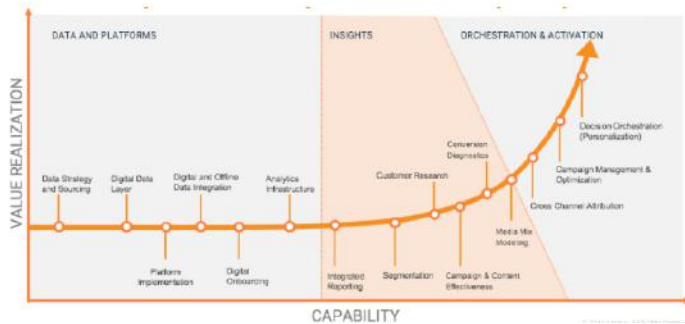 DATA AND PLATFORMS
INSIGHTS
ORCHESTRATION & ACTIVATION
VALUE REALIZATION
Data Strategy
and Sourcing
Digital Data
Layer
Platform
Implementation
Digital and Offline
Data Integration
Digital
Onboarding
Analytics
Infrastructure
Integrated
Reporting
Segmentation
Customer Research
Campaign & Content
Effectiveness
Conversion
Diagnostics
Media Mix
Modeling
Cross Channel Attribution
Campaign Management &
Optimization
Decision Orchestration
(Personalization)
CAPABILITY